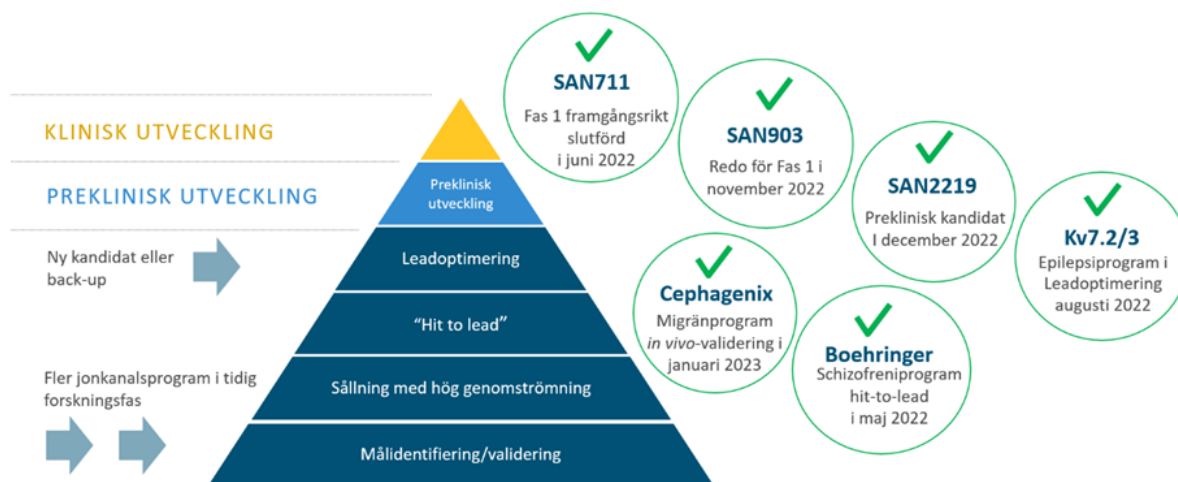 KLINISK UTVECKLING
PREKLINISK UTVECKLING
Ny kandidat eller
back-up
Fler jonkanalsprogram i tidig
forskningsfas
Preklinisk
utveckling
Leadoptimering
“Hit to lead”
Sållning med hög genomströmning
Målidentifiering/validering
SAN711
Fas 1 framgångsrikt
slutförd
i juni 2022
SAN903
Redo för Fas 1 i
november 2022
SAN2219
Preklinisk kandidat
I december 2022
Kv7.2/3
Epilepsiprogram i
Leadoptimering
augusti 2022
Cephagenix
Migränprogram
in vivo-validering i
januari 2023
Boehringer
Schizofreniprogram
hit-to-lead
i maj 2022